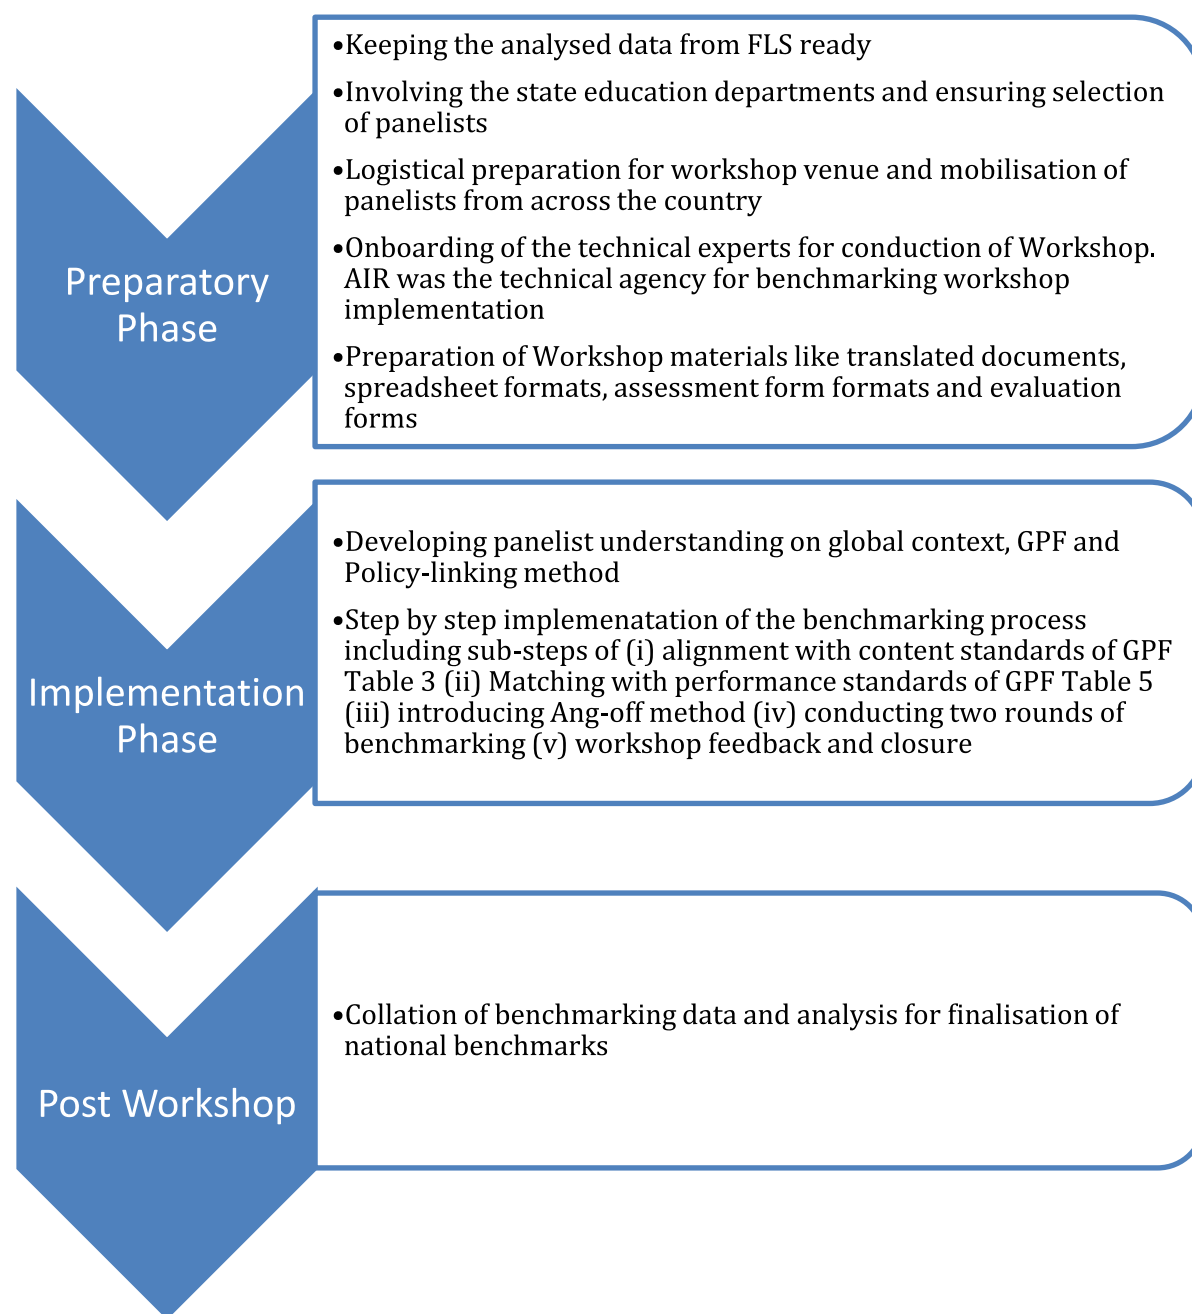 Preparatory
Phase
•Keeping the analysed data from FLS ready
•Involving the state education departments and ensuring selection
of panelists
•Logistical preparation for workshop venue and mobilisation of
panelists from across the country
•Onboarding of the technical experts for conduction of Workshop.
AIR was the technical agency for benchmarking workshop
implementation
•Preparation of Workshop materials like translated documents,
spreadsheet formats, assessment form formats and evaluation
forms
Implementation
Phase
•Developing panelist understanding on global context, GPF and
Policy-linking method
•Step by step implemenatation of the benchmarking process
including sub-steps of (i) alignment with content standards of GPF
Table 3 (ii) Matching with performance standards of GPF Table 5
(iii) introducing Ang-off method (iv) conducting two rounds of
benchmarking (v) workshop feedback and closure
Post Workshop
•Collation of benchmarking data and analysis for finalisation of
national benchmarks